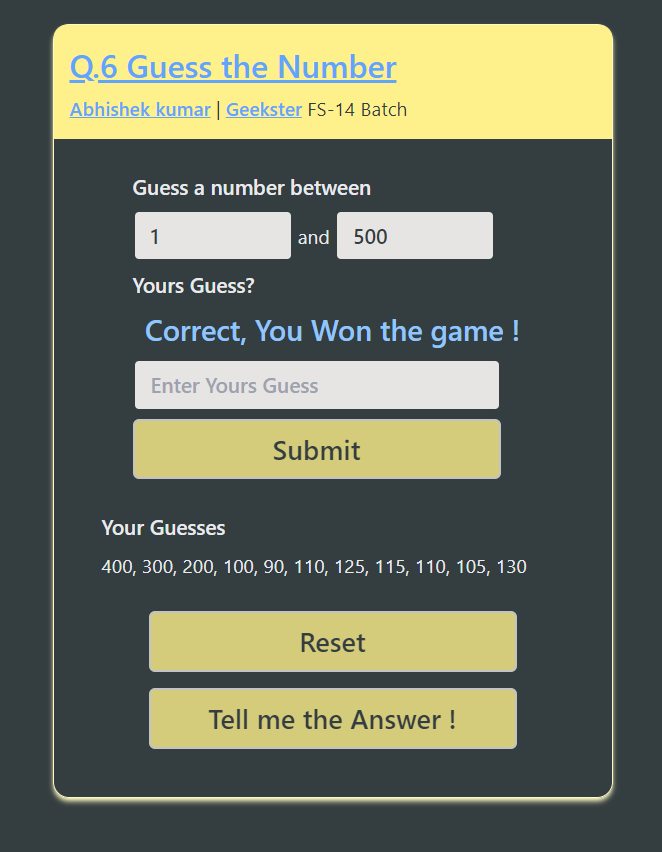 Q.6 Guess the Number
Abhishek kumar | Geekster FS-14 Batch
Guess a number between
1 and 500
Yours Guess?
Correct, You Won the game !
Enter Yours Guess
Submit
Your Guesses
400, 300, 200, 100, 90, 110, 125, 115, 110, 105, 130
Reset
Tell me the Answer !